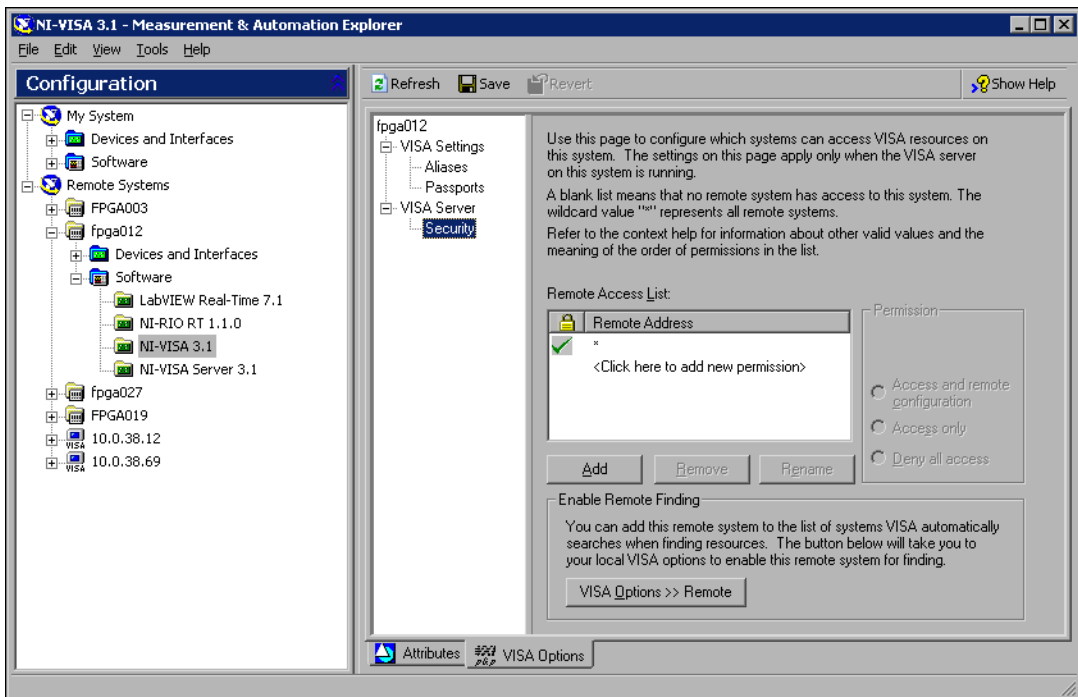 NI-VISA 3.1 - Measurement & Automation Explorer
File Edit View Tools Help
Configuration
My System
Devices and Interfaces
Software
Remote Systems
FPGA003
fpga012
Devices and Interfaces
Software
LabVIEW Real-Time 7.1
NI-RIO RT 1.1.0
NI-VISA 3.1
NI-VISA Server 3.1
fpga027
FPGA019
VISA 10.0.38.12
VISA 10.0.38.69
Refresh Save Revert Show Help
fpga012
VISA Settings
Aliases
Passports
VISA Server
Security
Use this page to configure which systems can access VISA resources on
this system. The settings on this page apply only when the VISA server
on this system is running.
A blank list means that no remote system has access to this system. The
wildcard value "*" represents all remote systems.
Refer to the context help for information about other valid values and the
meaning of the order of permissions in the list.
Remote Access List:
Remote Address
*
<Click here to add new permission>
Permission
Access and remote
configuration
Access only
Deny all access
Add Remove Rename
Enable Remote Finding
You can add this remote system to the list of systems VISA automatically
searches when finding resources. The button below will take you to
your local VISA options to enable this remote system for finding.
VISA Options >> Remote
Attributes VISA Options